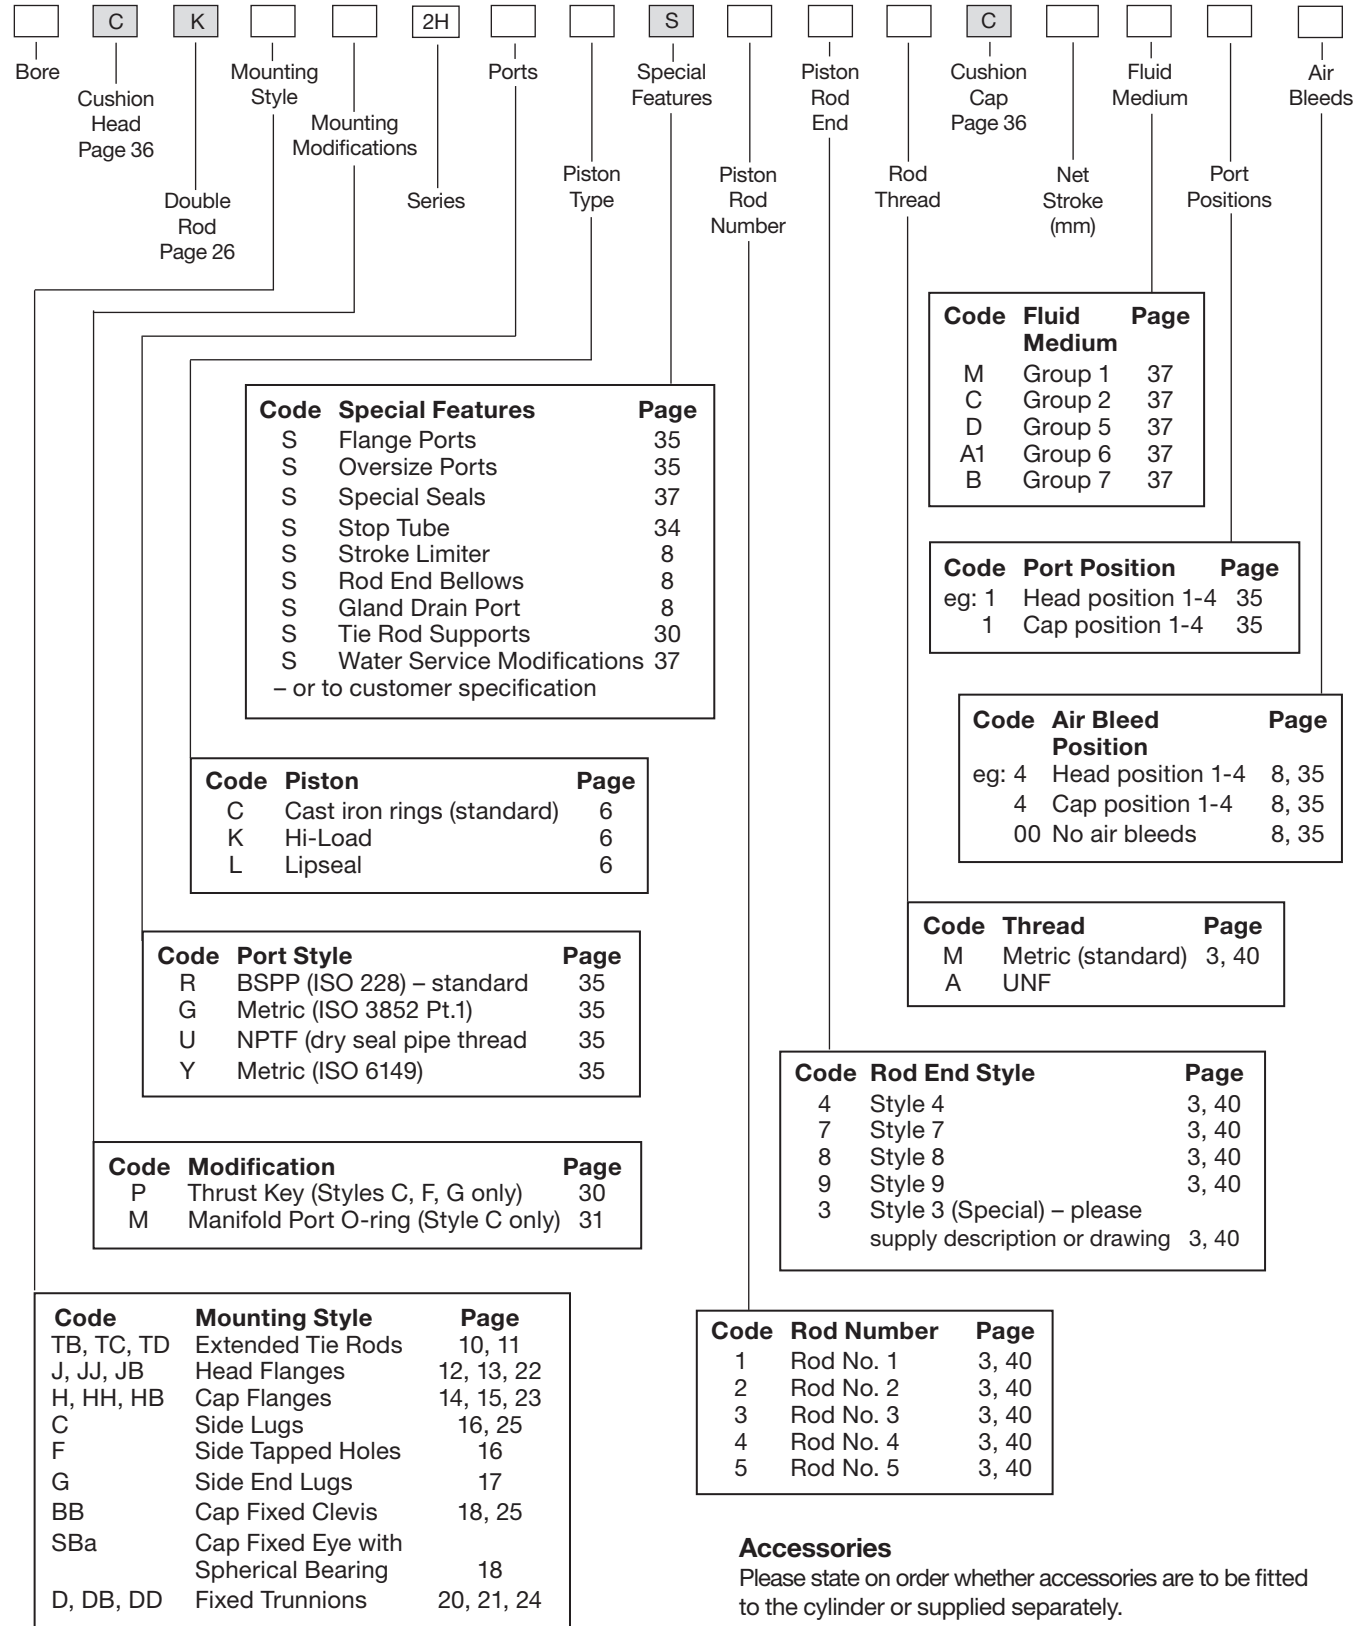 C K 2H S C
Bore
Cushion
Head
Page 36
Double
Rod
Page 26
Mounting
Style
Mounting
Modifications
Series
Ports
Piston
Type
Special
Features
Piston
Rod
Number
Piston
Rod
End
Rod
Thread
Cushion
Cap
Page 36
Net
Stroke
(mm)
Fluid
Medium
Port
Positions
Air
Bleeds
Code Fluid Medium Page
M Group 1 37
C Group 2 37
D Group 5 37
A1 Group 6 37
B Group 7 37
Code Special Features Page
S Flange Ports 35
S Oversize Ports 35
S Special Seals 37
S Stop Tube 34
S Stroke Limiter 8
S Rod End Bellows 8
S Gland Drain Port 8
S Tie Rod Supports 30
S Water Service Modifications 37
– or to customer specification
Code Port Position Page
eg: 1 Head position 1-4 35
1 Cap position 1-4 35
Code Air Bleed Position Page
eg: 4 Head position 1-4 8, 35
4 Cap position 1-4 8, 35
00 No air bleeds 8, 35
Code Piston Page
C Cast iron rings (standard) 6
K Hi-Load 6
L Lipseal 6
Code Thread Page
M Metric (standard) 3, 40
A UNF
Code Port Style Page
R BSPP (ISO 228) – standard 35
G Metric (ISO 3852 Pt.1) 35
U NPTF (dry seal pipe thread 35
Y Metric (ISO 6149) 35
Code Rod End Style Page
4 Style 4 3, 40
7 Style 7 3, 40
8 Style 8 3, 40
9 Style 9 3, 40
3 Style 3 (Special) – please
supply description or drawing 3, 40
Code Modification Page
P Thrust Key (Styles C, F, G only) 30
M Manifold Port O-ring (Style C only) 31
Code Mounting Style Page
TB, TC, TD Extended Tie Rods 10, 11
J, JJ, JB Head Flanges 12, 13, 22
H, HH, HB Cap Flanges 14, 15, 23
C Side Lugs 16, 25
F Side Tapped Holes 16
G Side End Lugs 17
BB Cap Fixed Clevis 18, 25
SBa Cap Fixed Eye with
Spherical Bearing 18
D, DB, DD Fixed Trunnions 20, 21, 24
Code Rod Number Page
1 Rod No. 1 3, 40
2 Rod No. 2 3, 40
3 Rod No. 3 3, 40
4 Rod No. 4 3, 40
5 Rod No. 5 3, 40
Accessories
Please state on order whether accessories are to be fitted
to the cylinder or supplied separately.